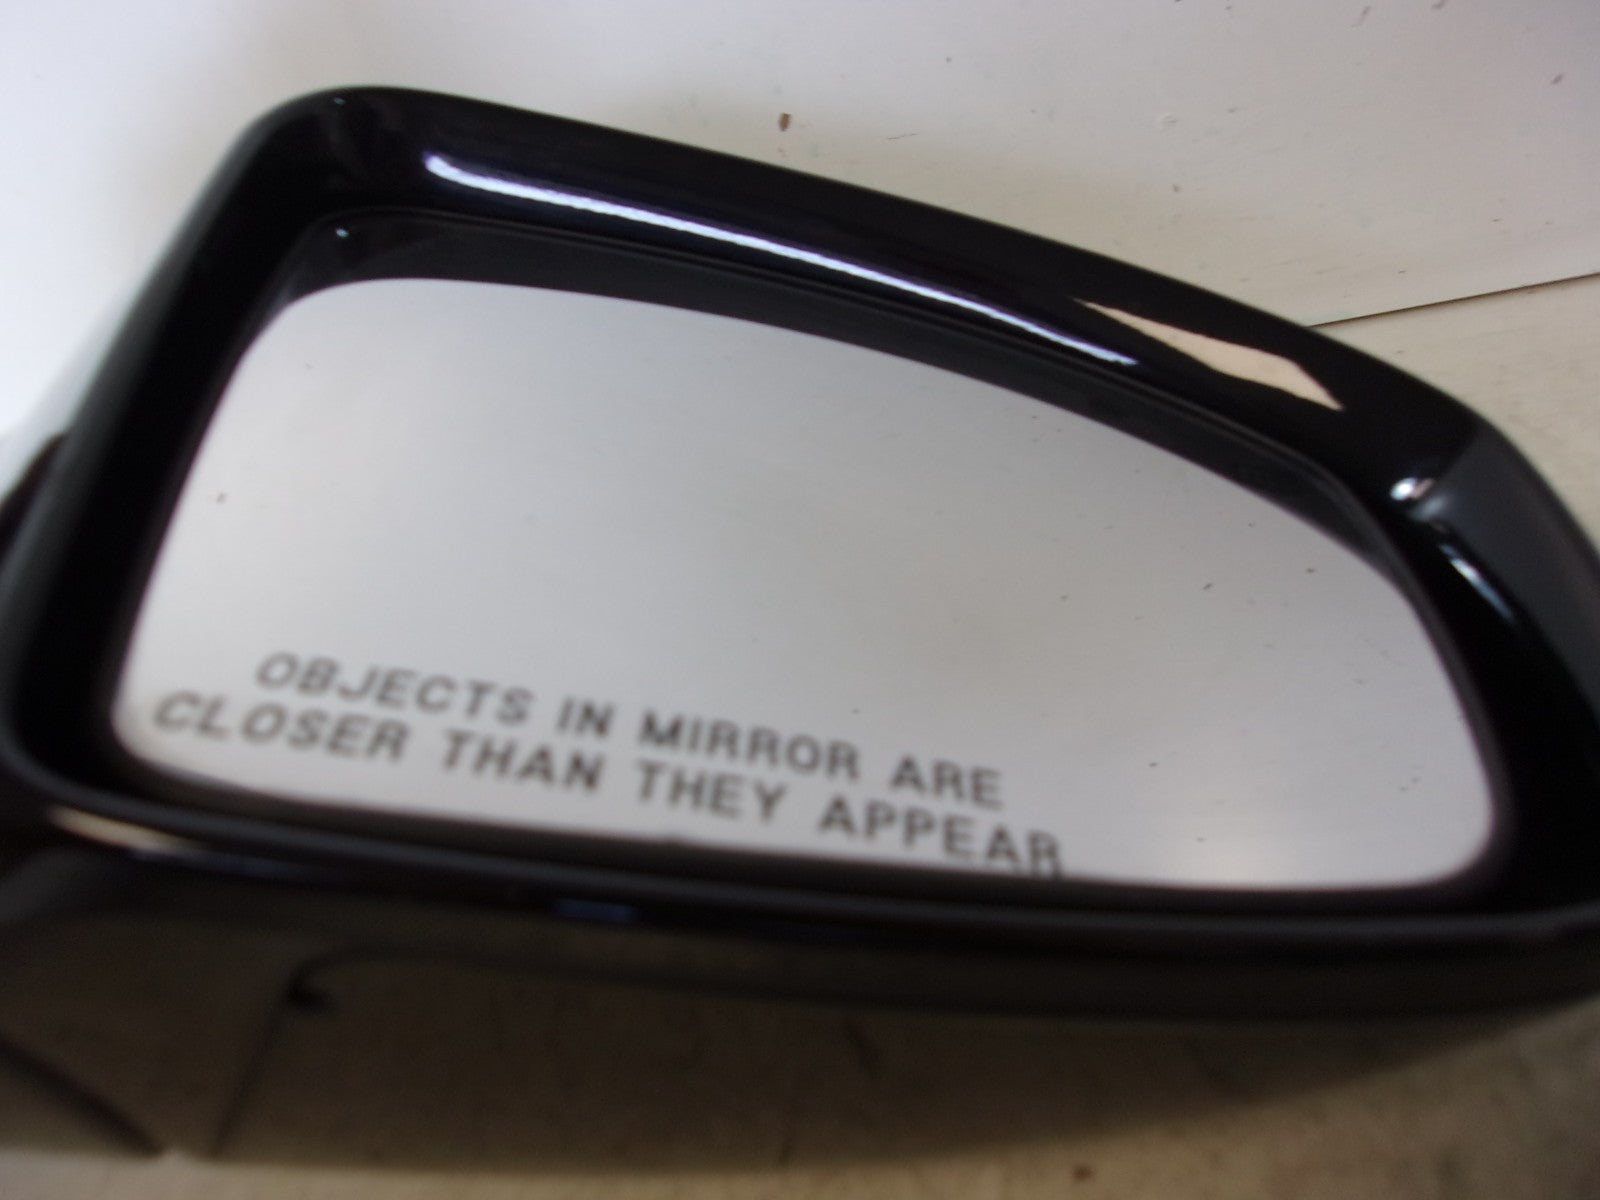 OBJECTS IN MIRROR ARE
CLOSER THAN THEY APPEAR